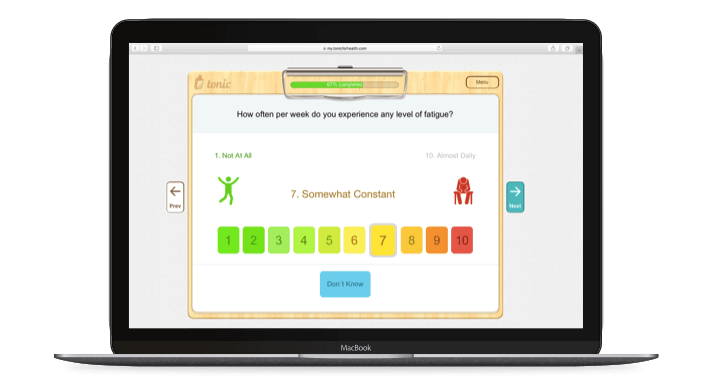 my.tonicforhealth.com
tonic
67% completed
Menu
How often per week do you experience any level of fatigue?
1. Not At All
10. Almost Daily
7. Somewhat Constant
Prev
Next
1 2 3 4 5 6 7 8 9 10
Don't Know
MacBook